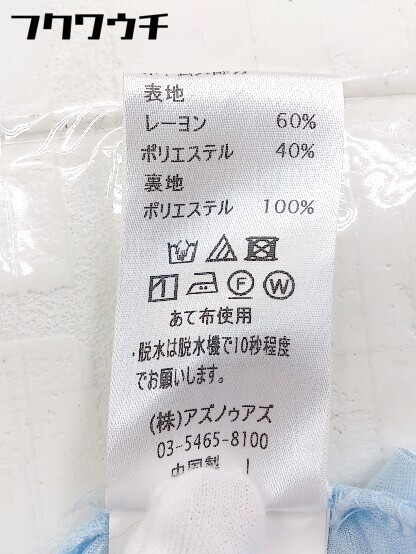 フクワウチ
表地
レーヨン 60%
ポリエステル 40%
裏地
ポリエステル 100%
F W
あて布使用
・脱水は脱水機で10秒程度
でお願いします。
(株)アズノゥアズ
03-5465-8100
中国製